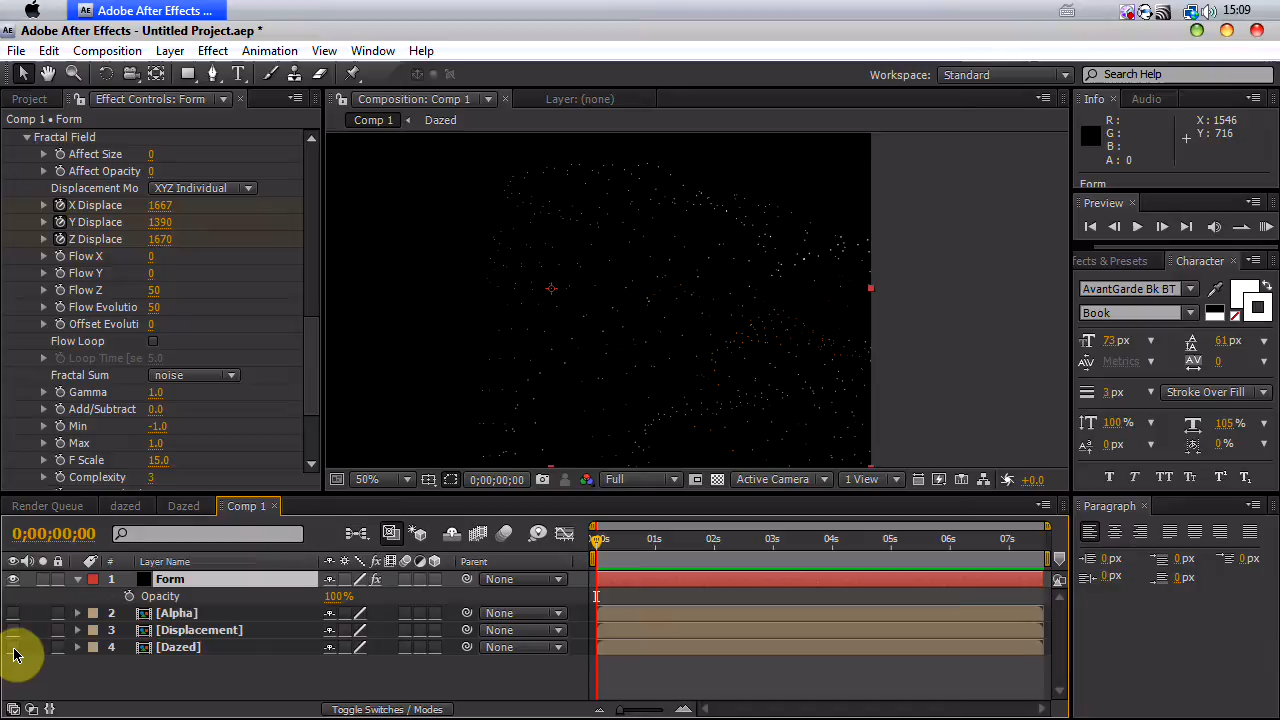 Adobe After Effects ...
15:09
Adobe After Effects - Untitled Project.aep *
File Edit Composition Layer Effect Animation View Window Help
Workspace: Standard
Search Help
Project Effect Controls: Form
Composition: Comp 1 Layer: (none)
Info Audio
Comp 1 • Form
Comp 1 Dazed
R: X: 1546
G: Y: 716
B:
A: 0
Form
Fractal Field
Affect Size 0
Affect Opacity 0
Displacement Mo XYZ Individual
X Displace 1667
Y Displace 1390
Z Displace 1670
Flow X 0
Flow Y 0
Flow Z 50
Fow Evolutio 50
Offset Evoluti 0
Flow Loop
Loop Time [se 5.0
Fractal Sum noise
Gamma 1.0
Add/Subtract 0.0
Min -1.0
Max 1.0
F Scale 15.0
Complexity 3
Preview
ffects & Presets Character
AvantGarde Bk BT
Book
73 px 61 px
Metrics 0
3 px Stroke Over Fill
100 % 105 %
0 px 0 %
T T TT Tr T¹ T₁
50% 0;00;00;00 Full Active Camera 1 View +0.0
Render Queue dazed Dazed Comp 1
Paragraph
0;00;00;00
:00s 01s 02s 03s 04s 05s 06s 07s
0 px 0 px 0 px
0 px 0 px
# Layer Name fx Parent
1 Form fx None
Opacity 100%
2 [Alpha] None
3 [Displacement] None
4 [Dazed] None
Toggle Switches / Modes